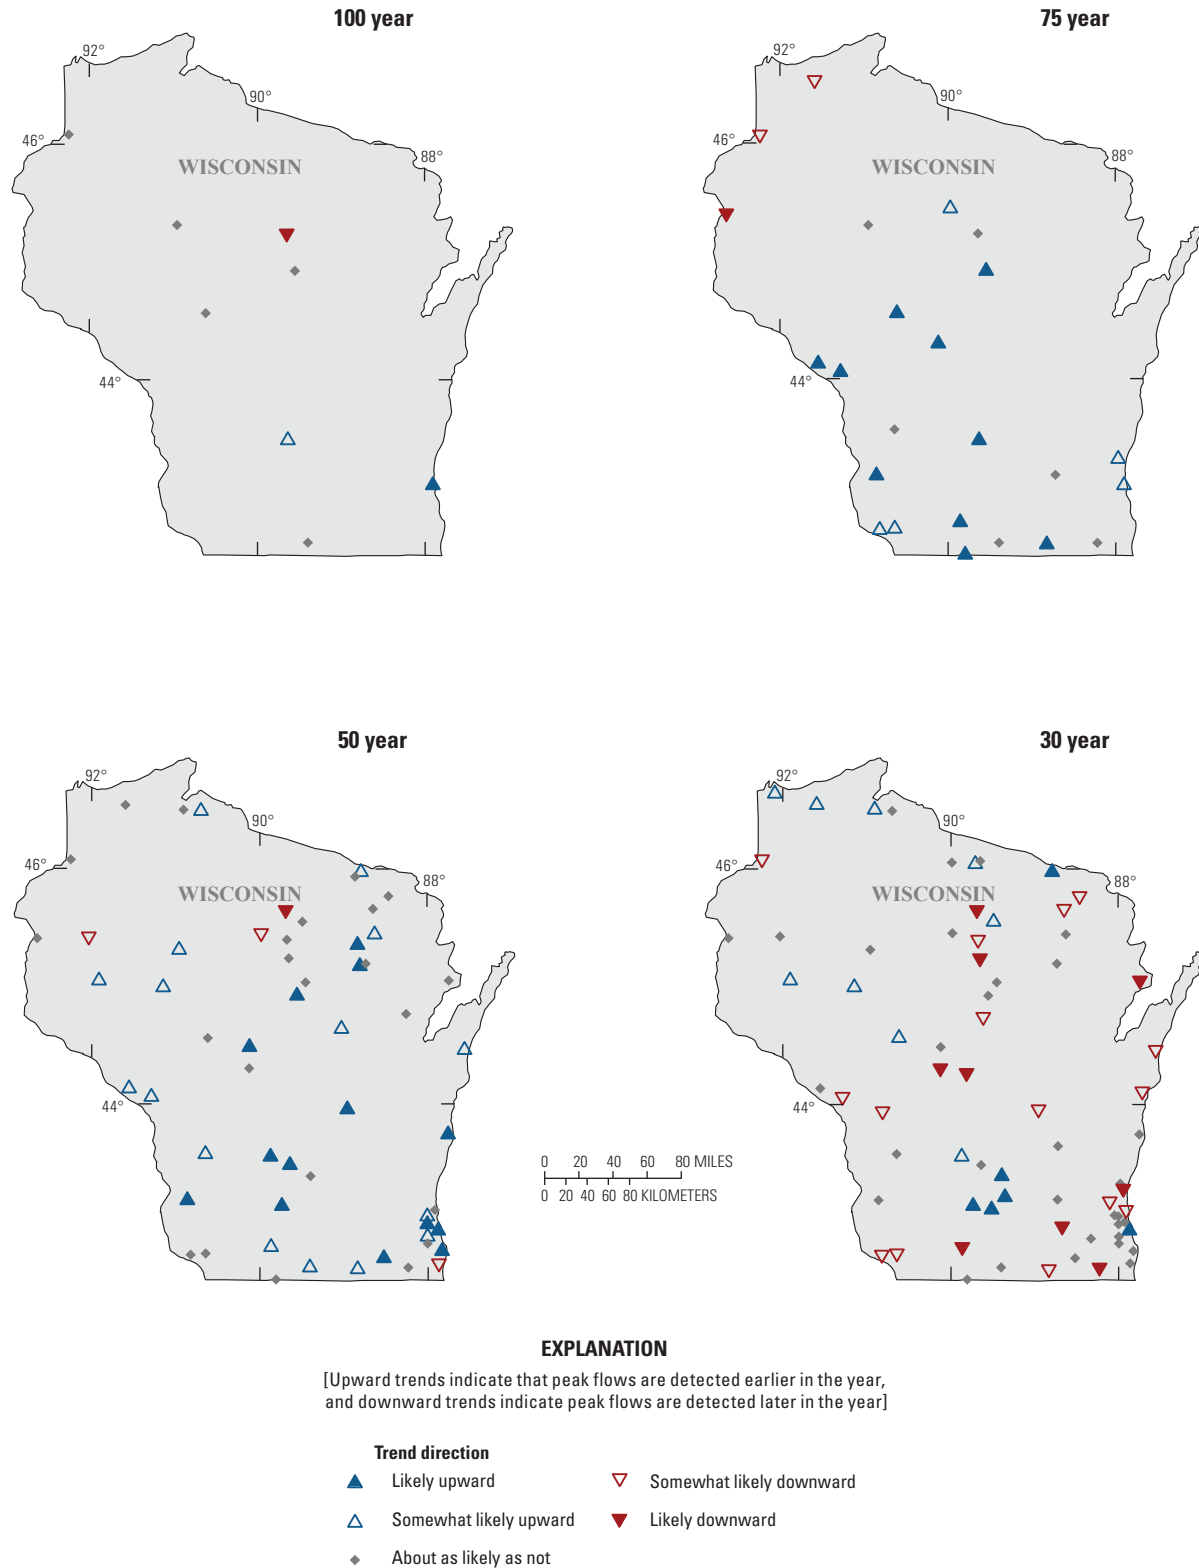 100 year
75 year
92°
90°
46°
88°
WISCONSIN
44°
92°
90°
46°
88°
WISCONSIN
44°
50 year
30 year
92°
90°
46°
88°
WISCONSIN
44°
92°
90°
46°
88°
WISCONSIN
44°
0 20 40 60 80 MILES
0 20 40 60 80 KILOMETERS
EXPLANATION
[Upward trends indicate that peak flows are detected earlier in the year,
and downward trends indicate peak flows are detected later in the year]
Trend direction
Likely upward
Somewhat likely downward
Somewhat likely upward
Likely downward
About as likely as not